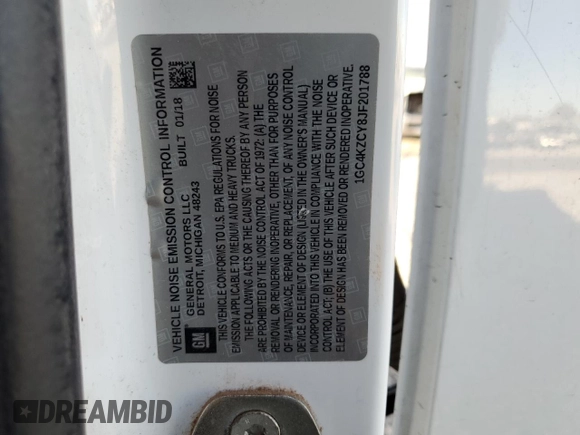 VEHICLE NOISE EMISSION CONTROL INFORMATION
GM
GENERAL MOTORS LLC
DETROIT, MICHIGAN 48243
BUILT 01/18
THIS VEHICLE CONFORMS TO U.S. EPA REGULATIONS FOR NOISE
EMISSION APPLICABLE TO MEDIUM AND HEAVY TRUCKS.
THE FOLLOWING ACTS OR THE CAUSING THEREOF BY ANY PERSON
ARE PROHIBITED BY THE NOISE CONTROL ACT OF 1972: (A) THE
REMOVAL OR RENDERING INOPERATIVE, OTHER THAN FOR PURPOSES
OF MAINTENANCE, REPAIR, OR REPLACEMENT, OF ANY NOISE CONTROL
DEVICE OR ELEMENT OF DESIGN (LISTED IN THE OWNER'S MANUAL)
INCORPORATED INTO THIS VEHICLE IN COMPLIANCE WITH THE NOISE
CONTROL ACT; (B) THE USE OF THIS VEHICLE AFTER SUCH DEVICE OR
ELEMENT OF DESIGN HAS BEEN REMOVED OR RENDERED INOPERATIVE.
1GC4KZCY8JF201788
DREAMBID